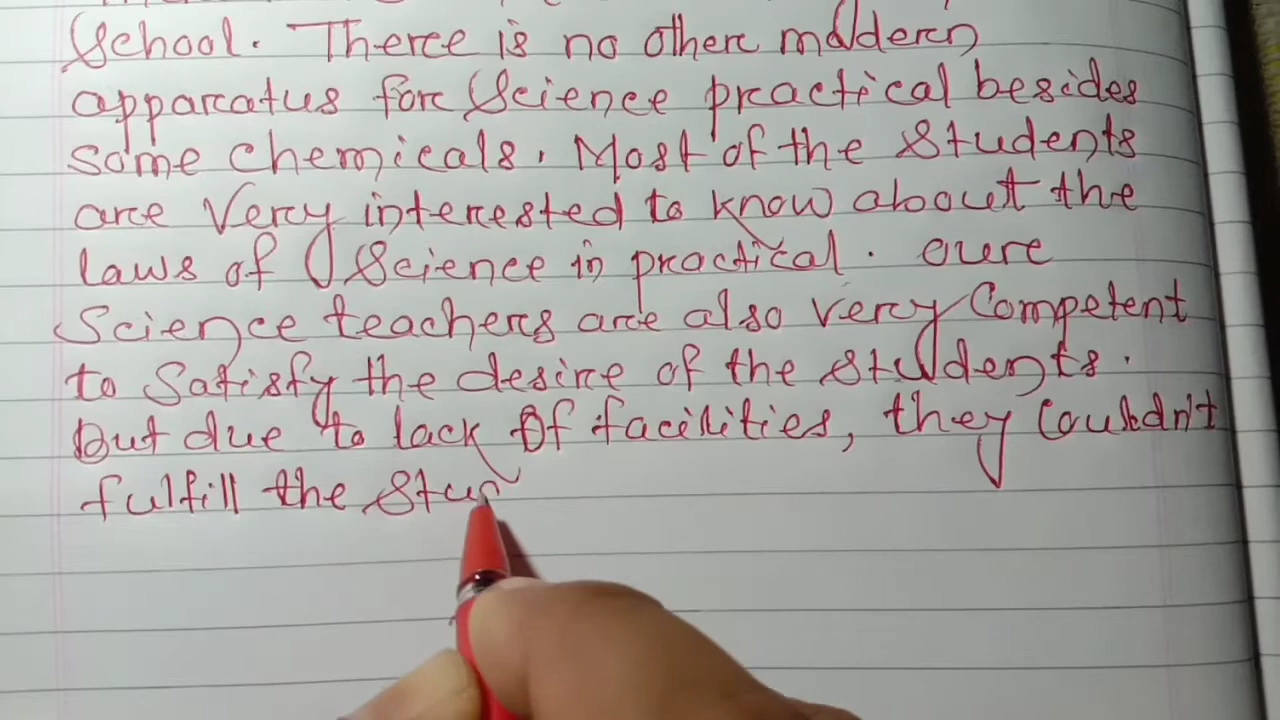 School. There is no other moddern
apparatus for Science practical besides
some chemicals. Most of the students
are very interested to know about the
laws of Science in practical. our
Science teachers are also very Competent
to Satisfy the desire of the students.
But due to lack of facilities, they Couldn't
fulfill the Stu